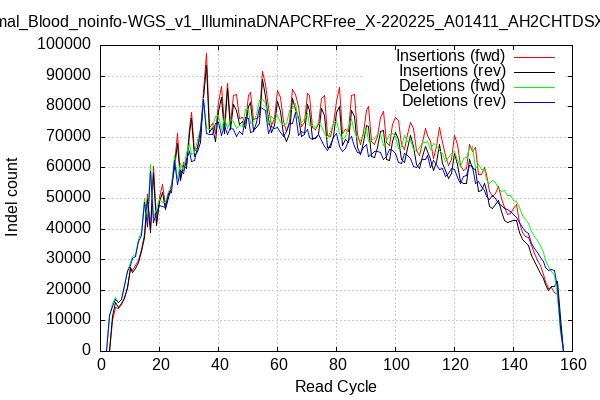 mal_Blood_noinfo-WGS_v1_IlluminaDNAPCRFree_X-220225_A01411_AH2CHTDSX
Insertions (fwd)
Insertions (rev)
Deletions (fwd)
Deletions (rev)
100000
90000
80000
70000
60000
50000
40000
30000
20000
10000
0
Indel count
0 20 40 60 80 100 120 140 160
Read Cycle